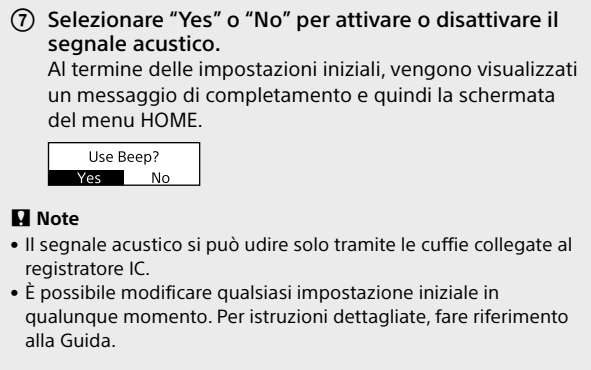 ⑦ Selezionare “Yes” o “No” per attivare o disattivare il
segnale acustico.
Al termine delle impostazioni iniziali, vengono visualizzati
un messaggio di completamento e quindi la schermata
del menu HOME.
Use Beep?
Yes No
Note
• Il segnale acustico si può udire solo tramite le cuffie collegate al
registratore IC.
• È possibile modificare qualsiasi impostazione iniziale in
qualunque momento. Per istruzioni dettagliate, fare riferimento
alla Guida.